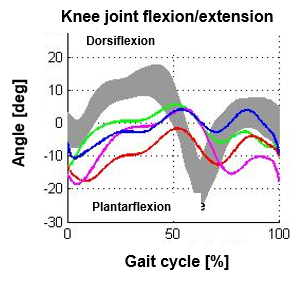 Knee joint flexion/extension
Dorsiflexion
20
10
0
-10
-20
-30
Angle [deg]
Plantarflexion e
0
50
100
Gait cycle [%]